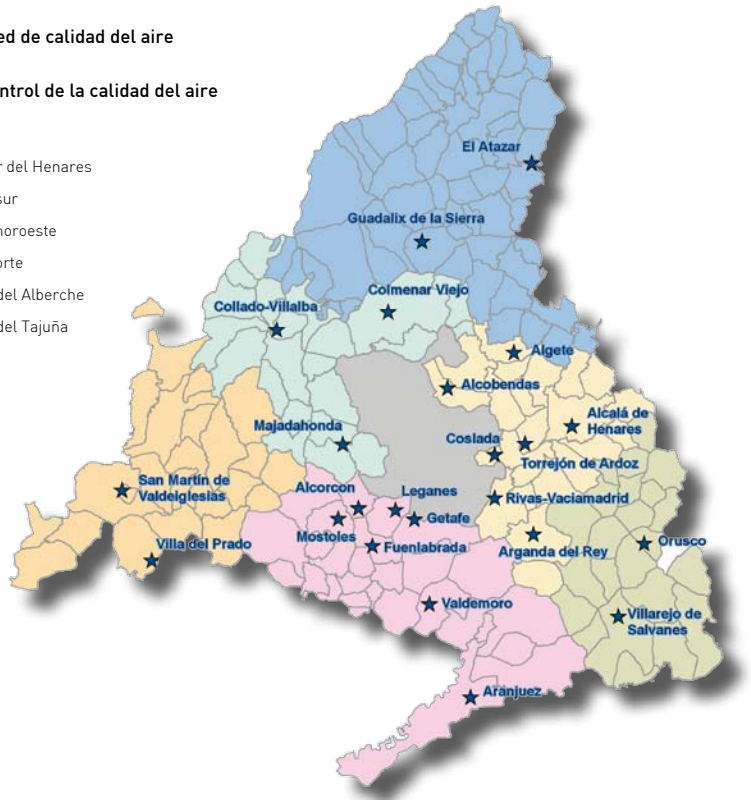 ed de calidad del aire
ntrol de la calidad del aire
r del Henares
sur
noroeste
orte
del Alberche
del Tajuña
El Atazar
Guadalix de la Sierra
Colmenar Viejo
Collado-Villalba
Algete
Alcobendas
Alcalá de
Henares
Majadahonda
Coslada
Torrejón de Ardoz
San Martín de
Valdeiglesias
Alcorcon
Leganes
Rivas-Vaciamadrid
Getafe
Mostoles
Fuenlabrada
Villa del Prado
Arganda del Rey
Orusco
Valdemoro
Villarejo de
Salvanes
Aranjuez